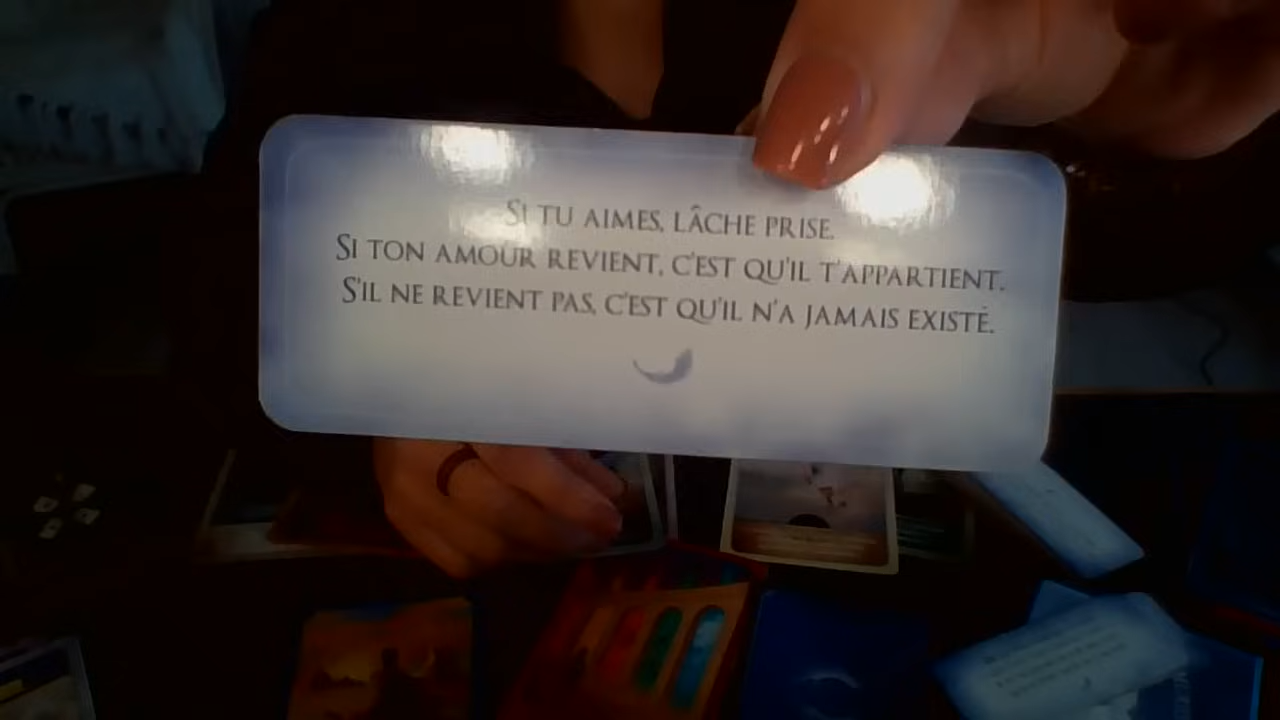 SI TU AIMES, LÂCHE PRISE.
SI TON AMOUR REVIENT, C'EST QU'IL T'APPARTIENT.
S'IL NE REVIENT PAS, C'EST QU'IL N'A JAMAIS EXISTÉ.